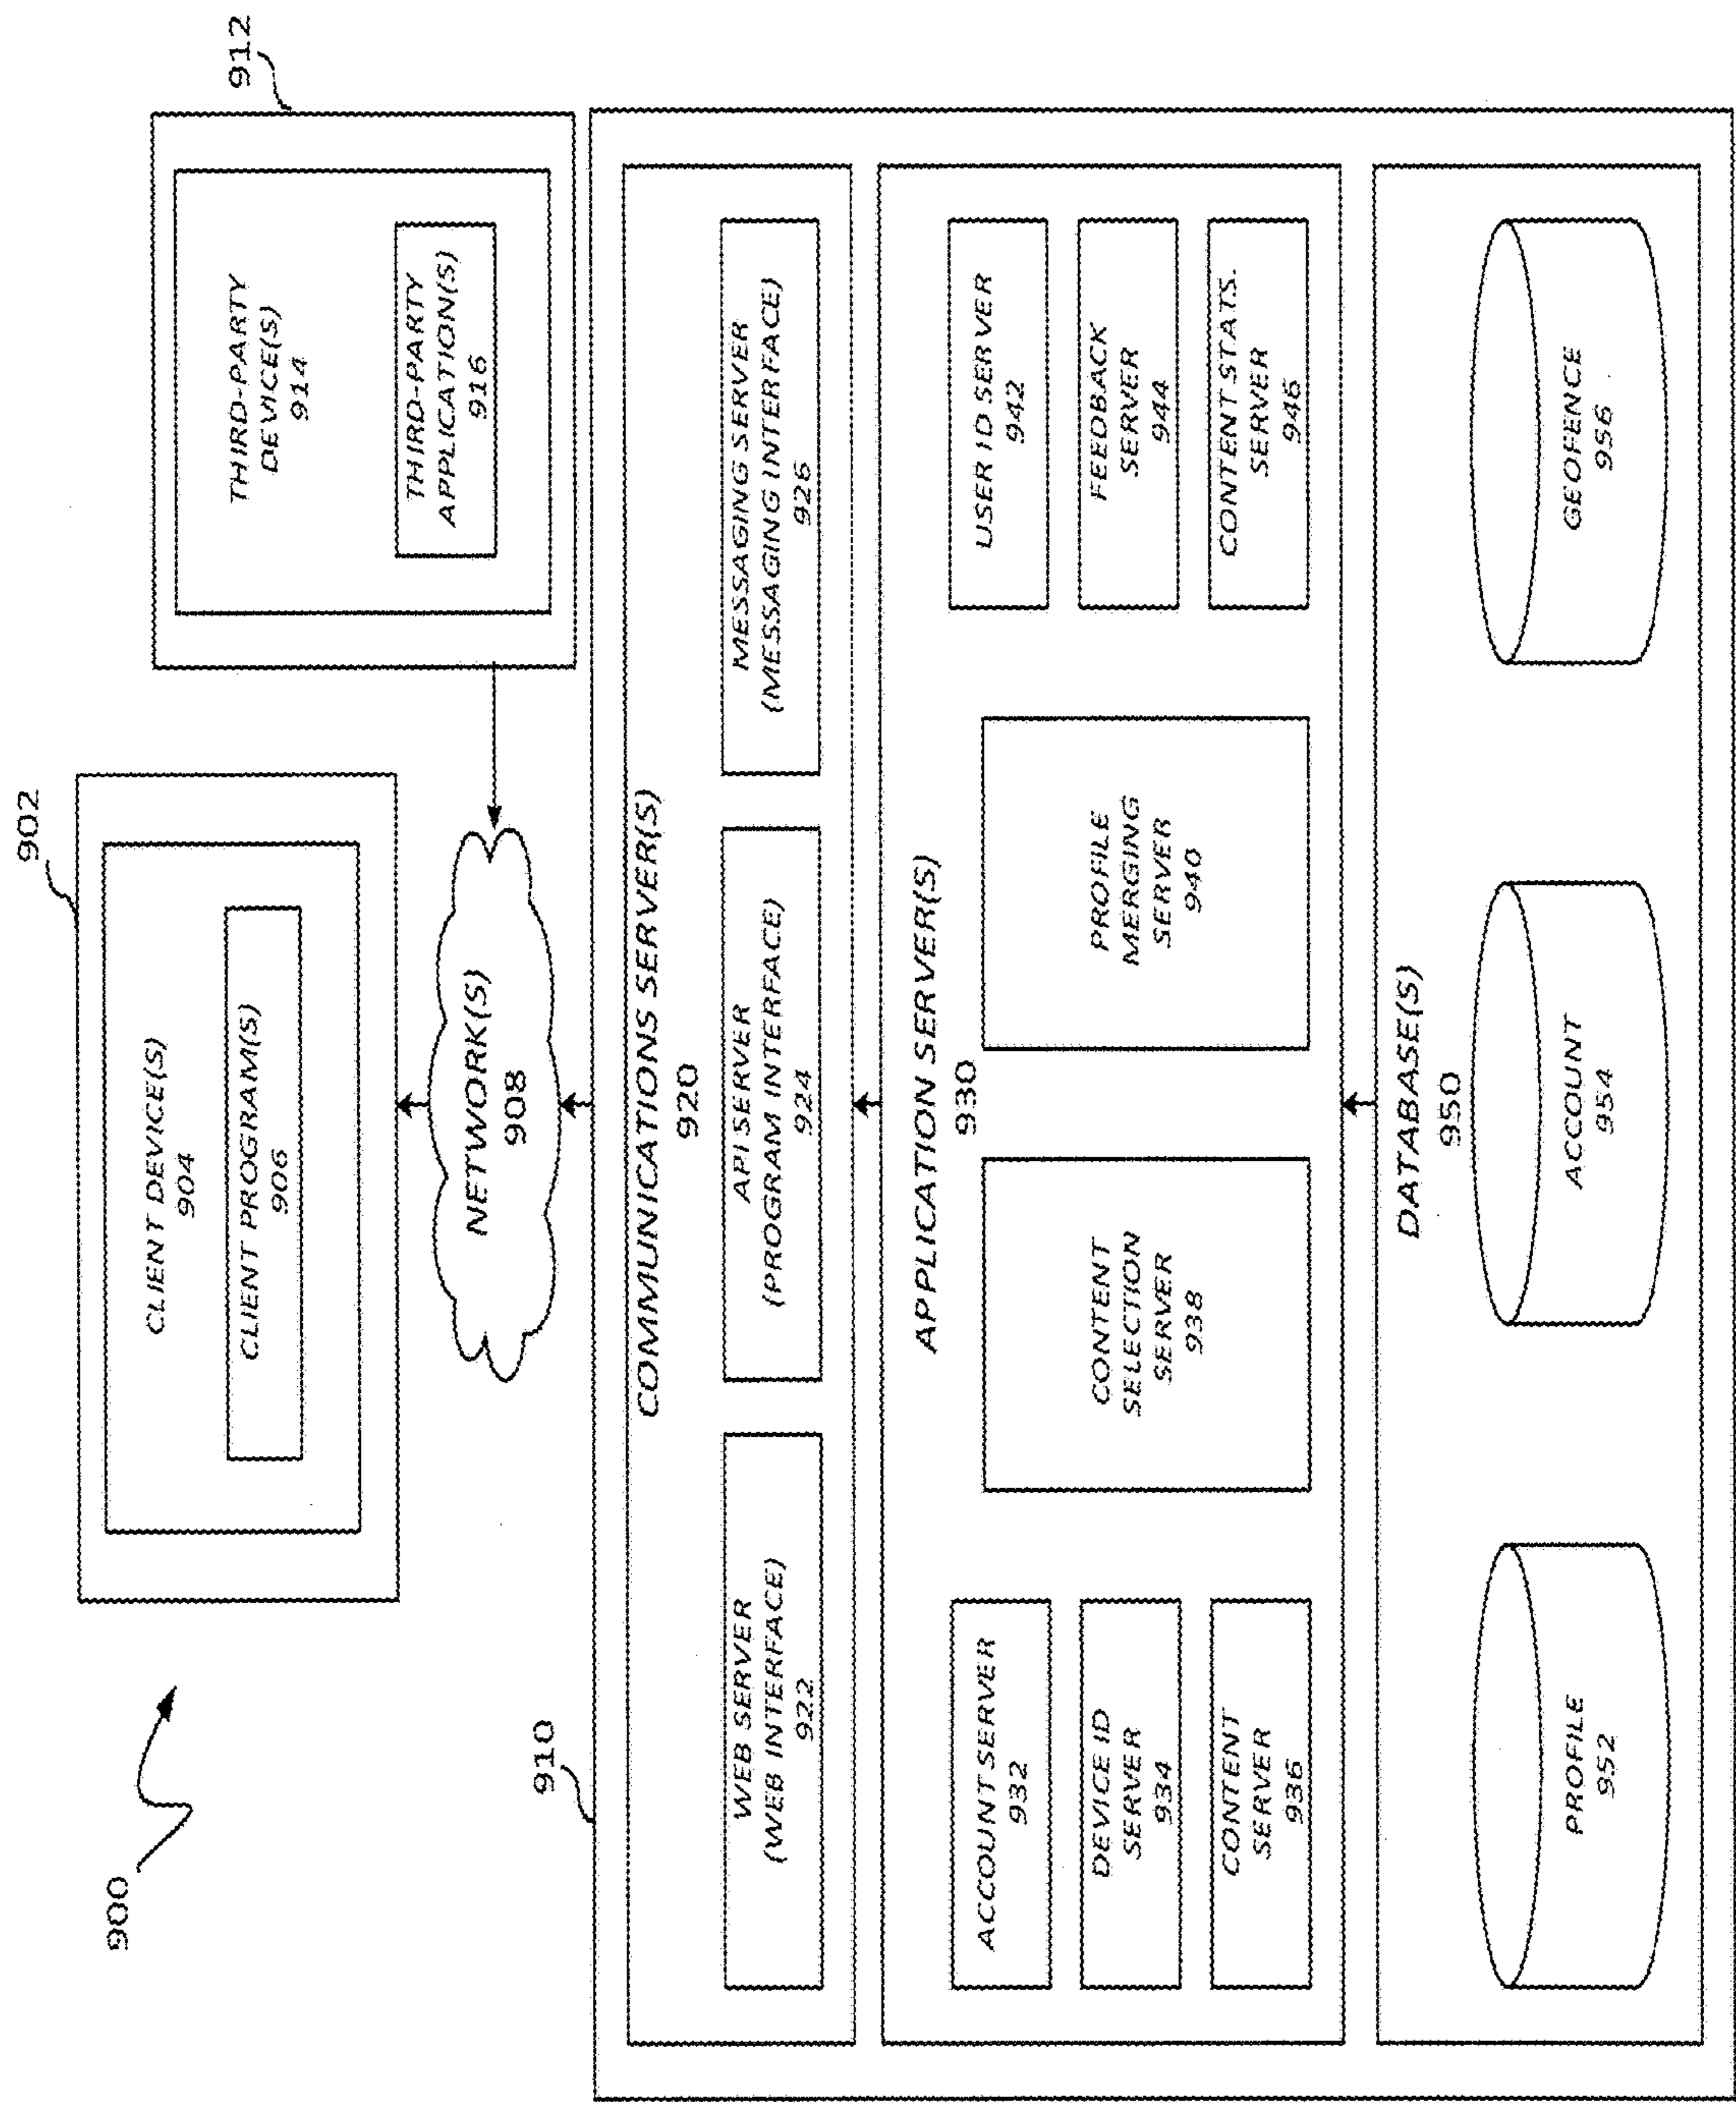 900
902
CLIENT DEVICE(S)
904
CLIENT PROGRAM(S)
906
912
THIRD-PARTY
DEVICE(S)
914
THIRD-PARTY
APPLICATION(S)
916
NETWORK(S)
908
910
COMMUNICATIONS SERVER(S)
920
WEB SERVER
(WEB INTERFACE)
922
API SERVER
(PROGRAM INTERFACE)
924
MESSAGING SERVER
(MESSAGING INTERFACE)
926
APPLICATION SERVER(S)
930
ACCOUNT SERVER
932
DEVICE ID
SERVER
934
CONTENT
SERVER
936
CONTENT
SELECTION
SERVER
938
PROFILE
MERGING
SERVER
940
USER ID SERVER
942
FEEDBACK
SERVER
944
CONTENT STATS.
SERVER
946
DATABASE(S)
950
PROFILE
952
ACCOUNT
954
GEOFENCE
956